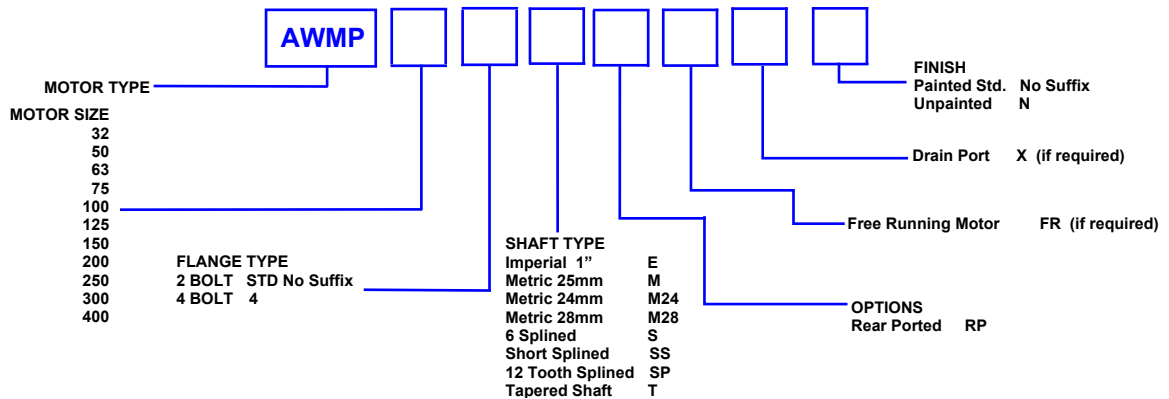 AWMP
MOTOR TYPE
MOTOR SIZE
32
50
63
75
100
125
150
200
250
300
400
FLANGE TYPE
2 BOLT STD No Suffix
4 BOLT 4
SHAFT TYPE
Imperial 1” E
Metric 25mm M
Metric 24mm M24
Metric 28mm M28
6 Splined S
Short Splined SS
12 Tooth Splined SP
Tapered Shaft T
OPTIONS
Rear Ported RP
Free Running Motor FR (if required)
Drain Port X (if required)
FINISH
Painted Std. No Suffix
Unpainted N